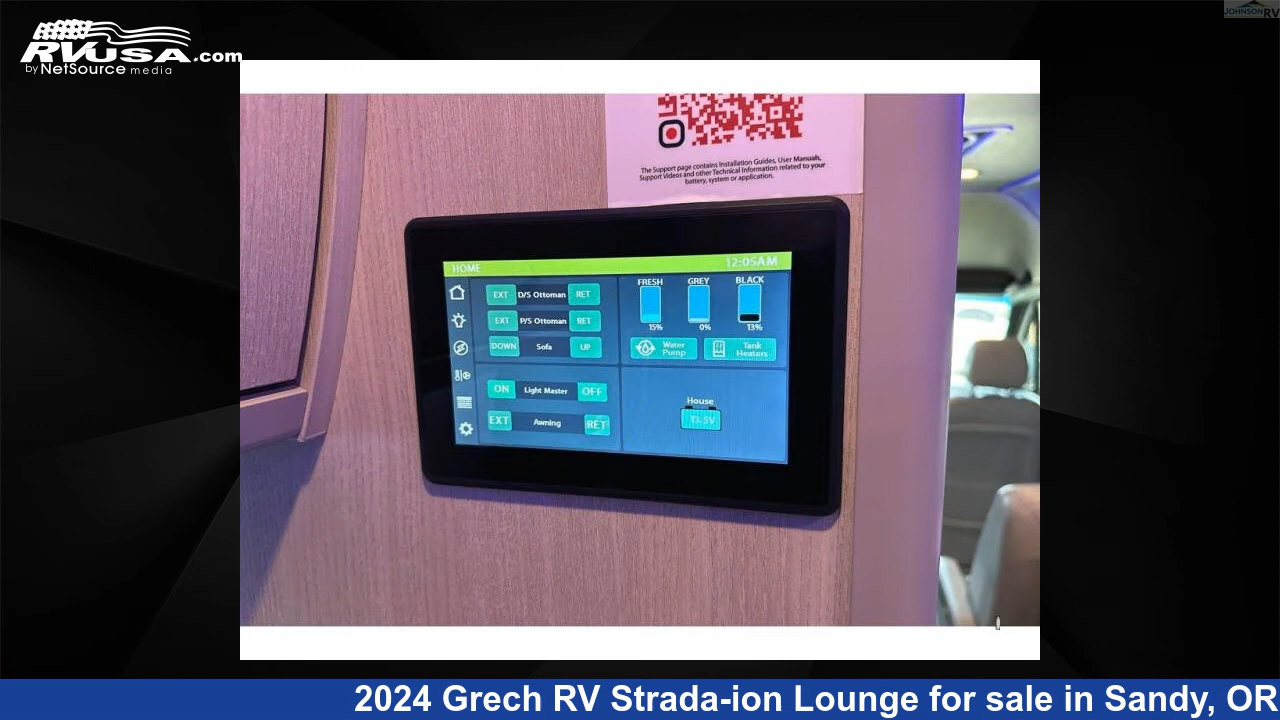 JOHNSON RV
RVUSA.com
by NetSource media
The Support page contains Installation Guides, User Manuals,
Support Videos and other Technical Information related to your
battery, system or application.
HOME 12:05AM
EXT D/S Ottoman RET
EXT P/S Ottoman RET
DOWN Sofa UP
ON Light Master OFF
EXT Awning RET
FRESH GREY BLACK
15% 0% 13%
Water Pump
Tank Heaters
House
13.5V
2024 Grech RV Strada-ion Lounge for sale in Sandy, OR